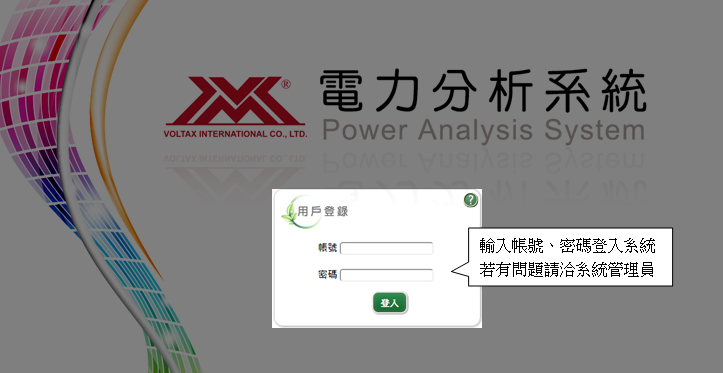 電力分析系統
®
VOLTAX INTERNATIONAL CO., LTD.
Power Analysis System
用戶登錄
?
帳號
密碼
登入
輸入帳號、密碼登入系統
若有問題請洽系統管理員